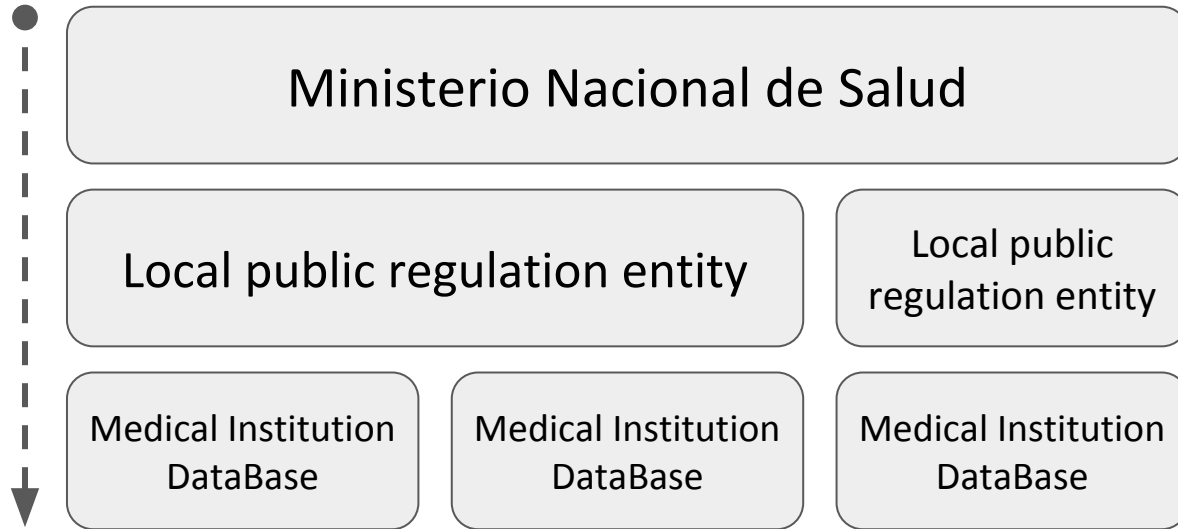 Ministerio Nacional de Salud
Local public regulation entity
Local public
regulation entity
Medical Institution
DataBase
Medical Institution
DataBase
Medical Institution
DataBase